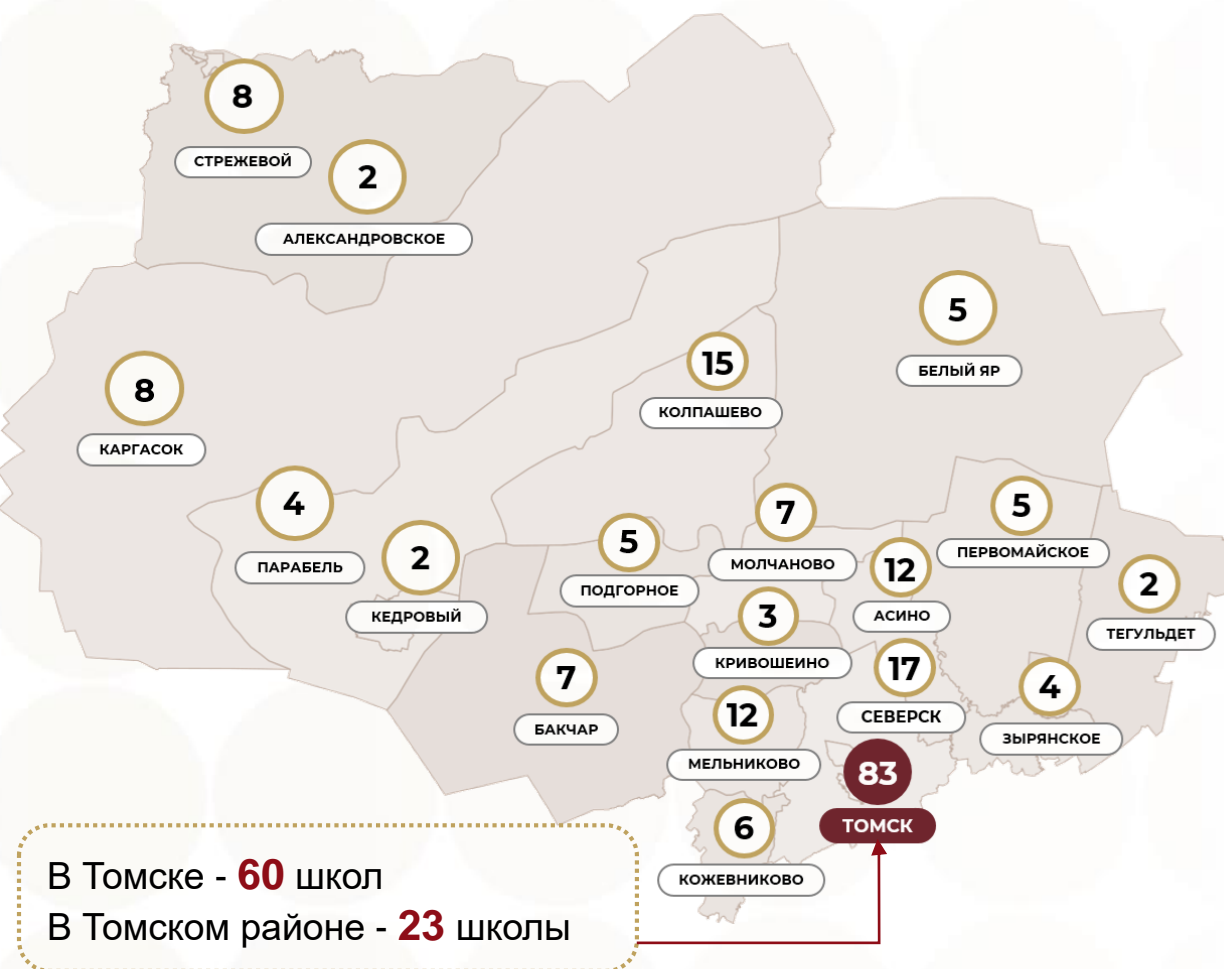 8
СТРЕЖЕВОЙ
2
АЛЕКСАНДРОВСКОЕ
5
БЕЛЫЙ ЯР
15
КОЛПАШЕВО
8
КАРГАСОК
4
ПАРАБЕЛЬ
2
КЕДРОВЫЙ
5
ПОДГОРНОЕ
7
МОЛЧАНОВО
5
ПЕРВОМАЙСКОЕ
12
АСИНО
2
ТЕГУЛЬДЕТ
3
КРИВОШЕИНО
7
БАКЧАР
17
СЕВЕРСК
4
ЗЫРЯНСКОЕ
12
МЕЛЬНИКОВО
83
ТОМСК
6
КОЖЕВНИКОВО
В Томске - 60 школ
В Томском районе - 23 школы